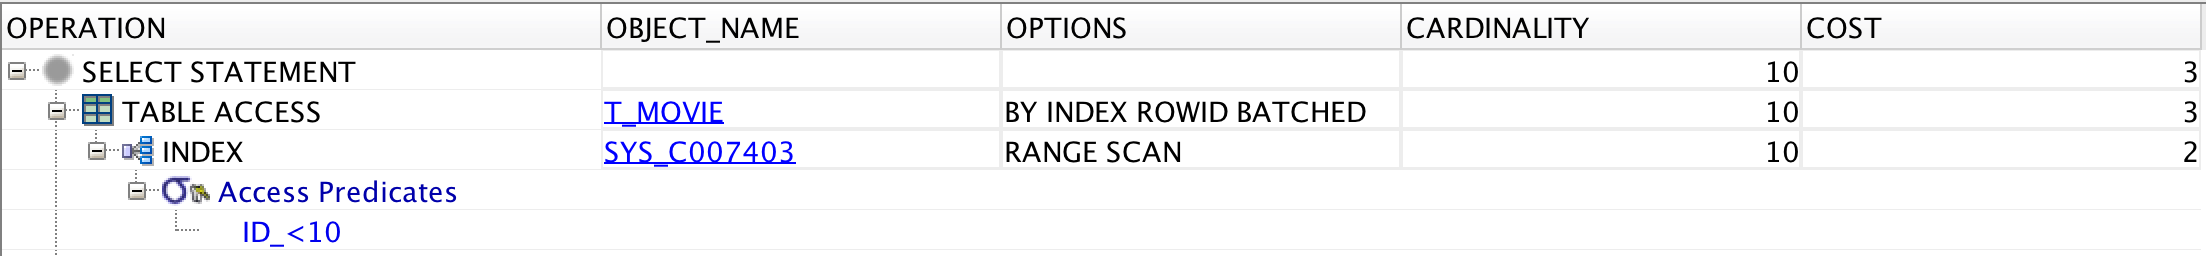 OPERATION OBJECT_NAME OPTIONS CARDINALITY COST
SELECT STATEMENT 10 3
TABLE ACCESS T_MOVIE BY INDEX ROWID BATCHED 10 3
INDEX SYS_C007403 RANGE SCAN 10 2
Access Predicates
ID_<10